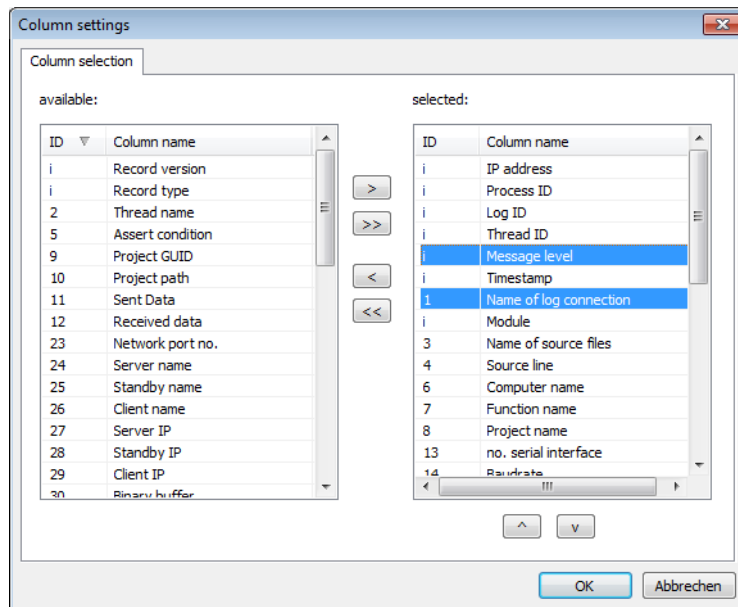 Column settings
Column selection
available:
ID Column name
i Record version
i Record type
2 Thread name
5 Assert condition
9 Project GUID
10 Project path
11 Sent Data
12 Received data
23 Network port no.
24 Server name
25 Standby name
26 Client name
27 Server IP
28 Standby IP
29 Client IP
30 Binary buffer
>
>>
<
<<
selected:
ID Column name
i IP address
i Process ID
i Log ID
i Thread ID
i Message level
i Timestamp
1 Name of log connection
i Module
3 Name of source files
4 Source line
6 Computer name
7 Function name
8 Project name
13 no. serial interface
14 Baudrate
^ v
OK Abbrechen